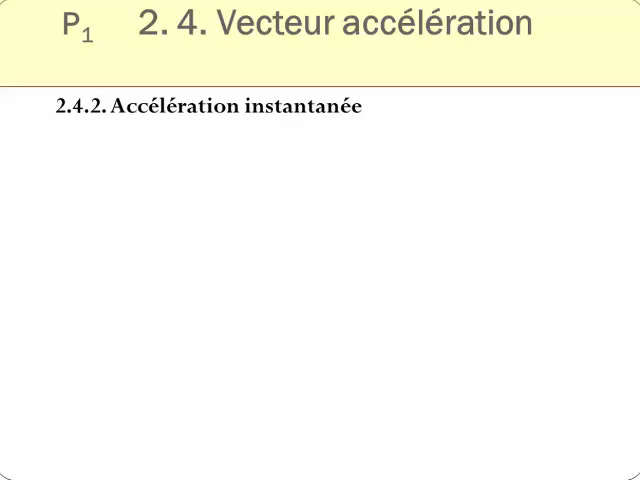 P₁ 2. 4. Vecteur accélération
2.4.2. Accélération instantanée